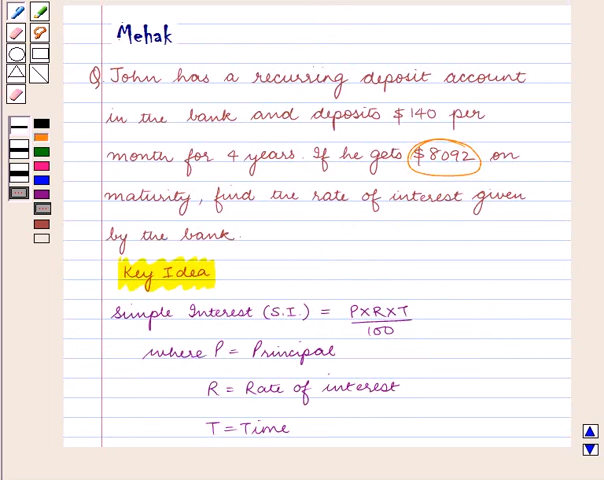 Mehak
Q. John has a recurring deposit account
in the bank and deposits $140 per
month for 4 years. If he gets $8092 on
maturity, find the rate of interest given
by the bank.
Key Idea
Simple Interest (S.I.) = P×R×T
100
where P = Principal
R = Rate of interest
T = Time